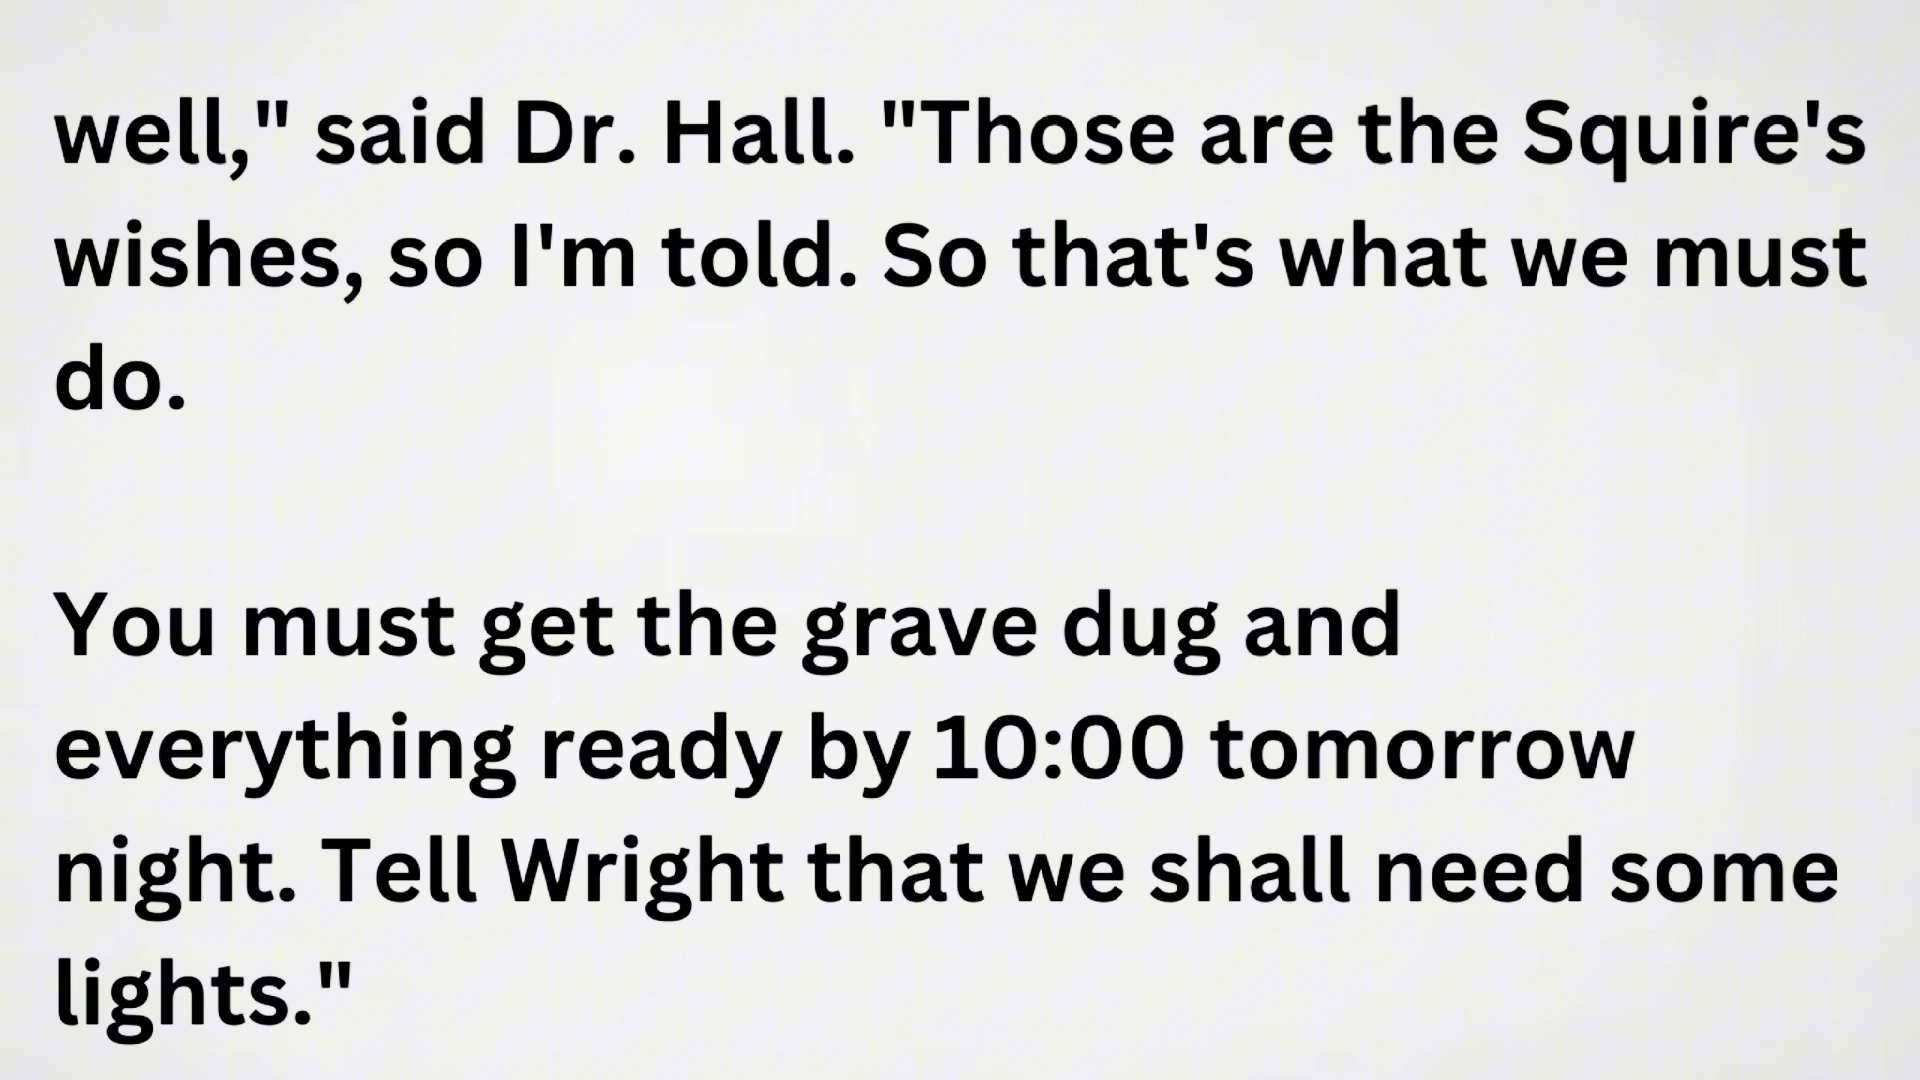 well," said Dr. Hall. "Those are the Squire's
wishes, so I'm told. So that's what we must
do.
You must get the grave dug and
everything ready by 10:00 tomorrow
night. Tell Wright that we shall need some
lights."